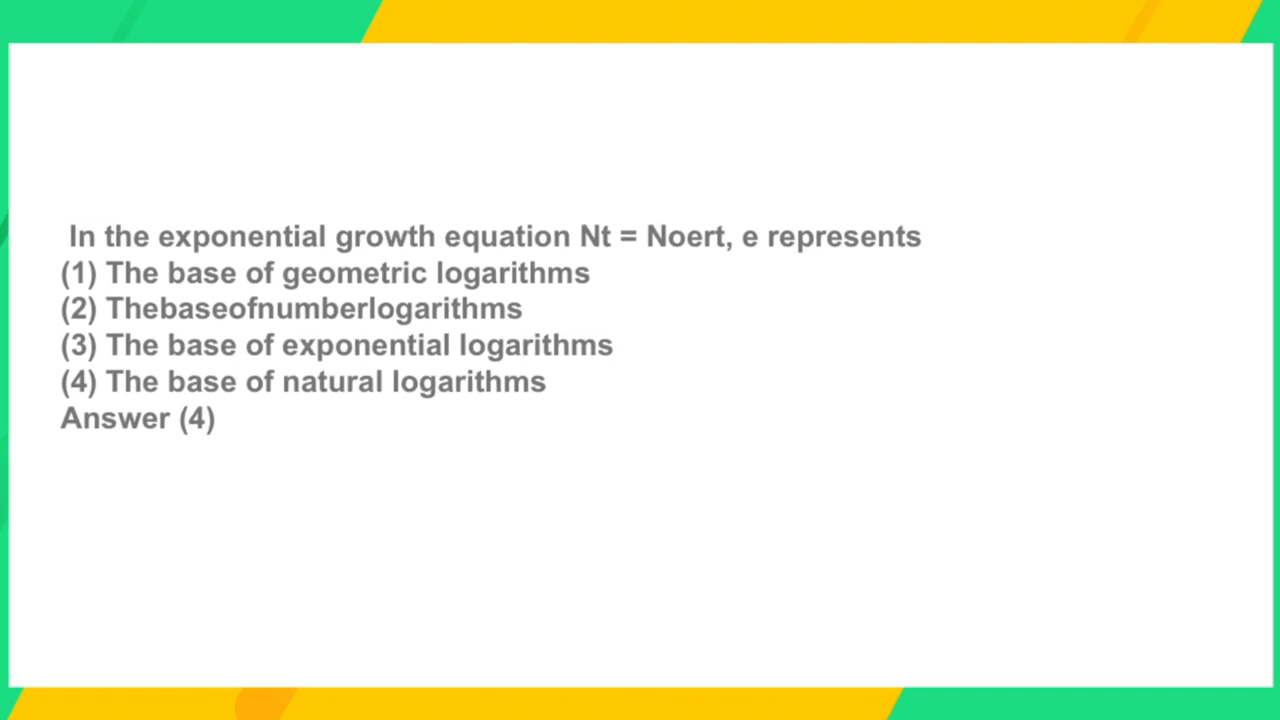 In the exponential growth equation Nt = Noert, e represents
(1) The base of geometric logarithms
(2) Thebaseofnumberlogarithms
(3) The base of exponential logarithms
(4) The base of natural logarithms
Answer (4)